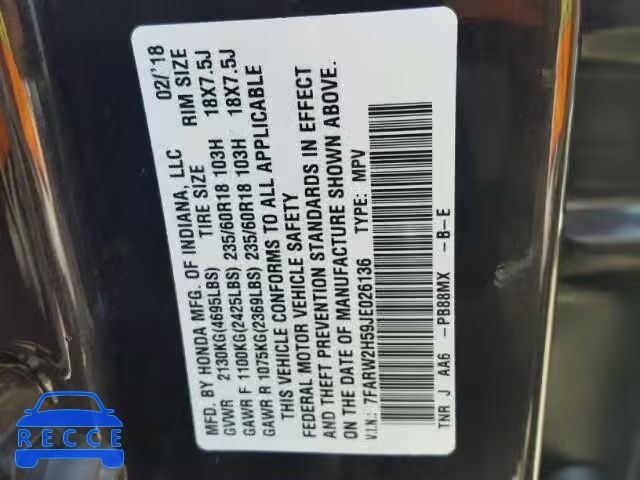 MFD. BY HONDA MFG. OF INDIANA, LLC 02/'18
GVWR 2130KG(4695LBS) TIRE SIZE RIM SIZE
GAWR F 1100KG(2425LBS) 235/60R18 103H 18X7.5J
GAWR R 1075KG(2369LBS) 235/60R18 103H 18X7.5J
THIS VEHICLE CONFORMS TO ALL APPLICABLE
FEDERAL MOTOR VEHICLE SAFETY
AND THEFT PREVENTION STANDARDS IN EFFECT
ON THE DATE OF MANUFACTURE SHOWN ABOVE.
V.I.N.: 7FARW2H59JE026136 TYPE: MPV
TNR J AA6 -PB88MX -B-E
RECCE